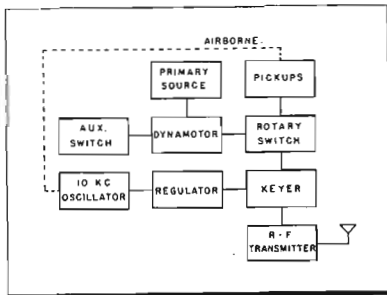 AIRBORNE.
PRIMARY
SOURCE
PICKUPS
AUX.
SWITCH
DYNAMOTOR
ROTARY
SWITCH
10 KC
OSCILLATOR
REGULATOR
KEYER
R-F
TRANSMITTER